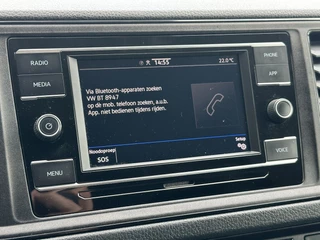 RADIO
MEDIA
MENU
PHONE
APP
VOICE
14:55
22.0°C
Via Bluetooth-apparaten zoeken,
VW BT 8947
op de mob. telefoon zoeken, a.u.b.
App. niet bedienen tijdens rijden.
Noodoproep
SOS
Setup